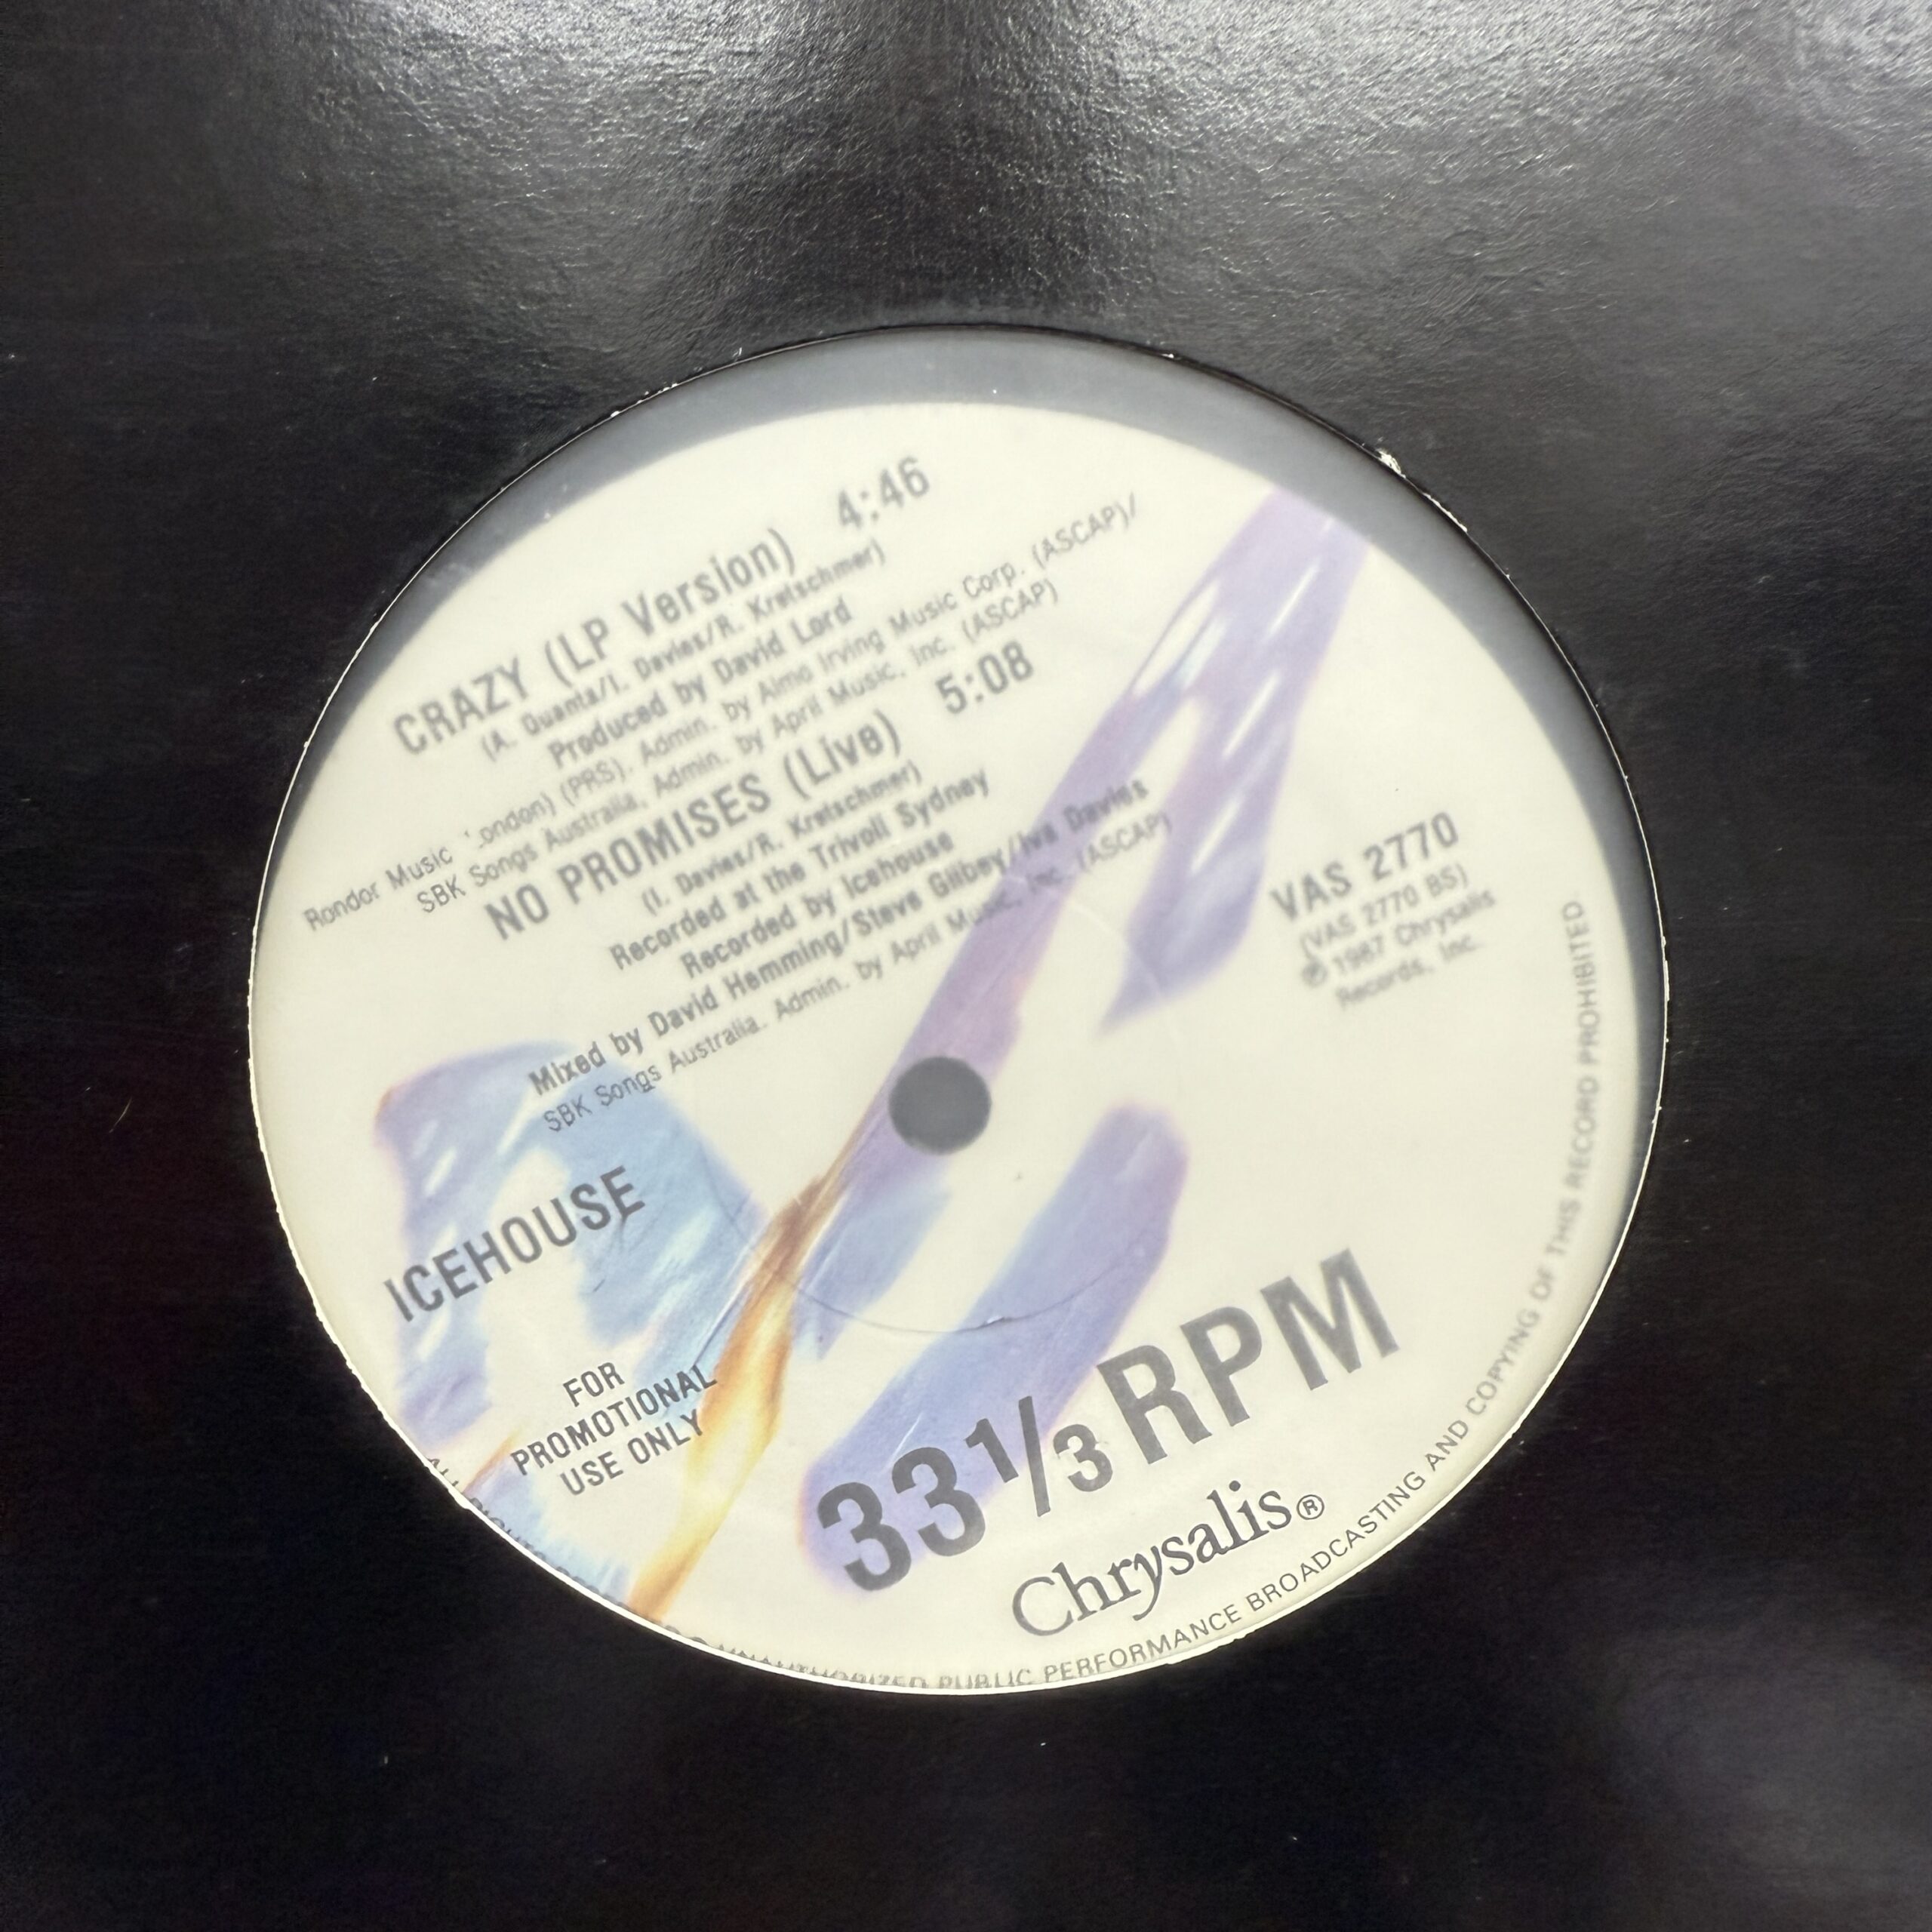 CRAZY (LP Version) 4:46
(A. Quanta/I. Davies/R. Kretschmer)
Produced by David Lord
Rondor Music ondon) (PRS). Admin. by Almo Irving Music Corp. (ASCAP)/
SBK Songs Australia, Admin. by April Music, Inc. (ASCAP)
NO PROMISES (Live) 5:08
(I. Davies/R. Kretschmer)
Recorded at the Trivoli Sydney
Recorded by Icehouse
Mixed by David Hemming/Steve Glibey/Iva Davies
SBK Songs Australia. Admin. by April Music, Inc. (ASCAP)
VAS 2770
(VAS 2770 BS)
℗ 1987 Chrysalis
Records, Inc.
ICEHOUSE
FOR
PROMOTIONAL
USE ONLY
33 1/3 RPM
Chrysalis®
UNAUTHORIZED PUBLIC PERFORMANCE BROADCASTING AND COPYING OF THIS RECORD PROHIBITED